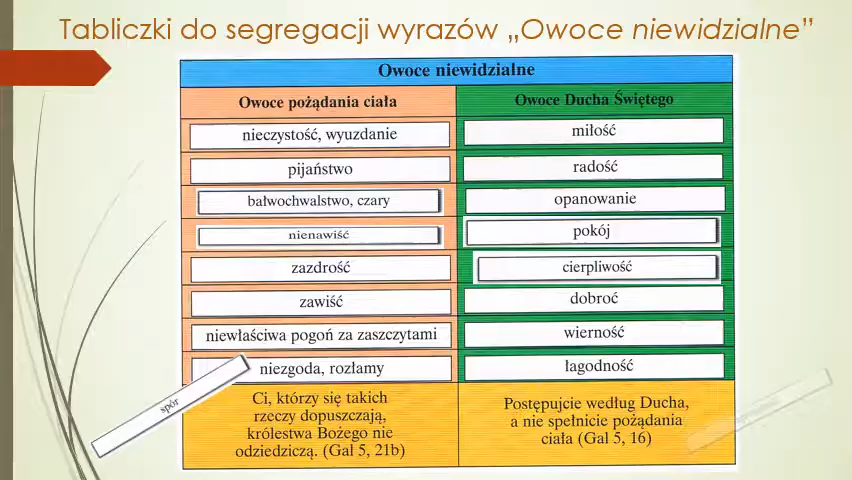 Tabliczki do segregacji wyrazów „Owoce niewidzialne”
Owoce niewidzialne
Owoce pożądania ciała
Owoce Ducha Świętego
nieczystość, wyuzdanie
miłość
pijaństwo
radość
bałwochwalstwo, czary
opanowanie
nienawiść
pokój
zazdrość
cierpliwość
zawiść
dobroć
niewłaściwa pogoń za zaszczytami
wierność
niezgoda, rozłamy
łagodność
spór
Ci, którzy się takich
rzeczy dopuszczają,
królestwa Bożego nie
odziedziczą. (Gal 5, 21b)
Postępujcie według Ducha,
a nie spełnicie pożądania
ciała (Gal 5, 16)